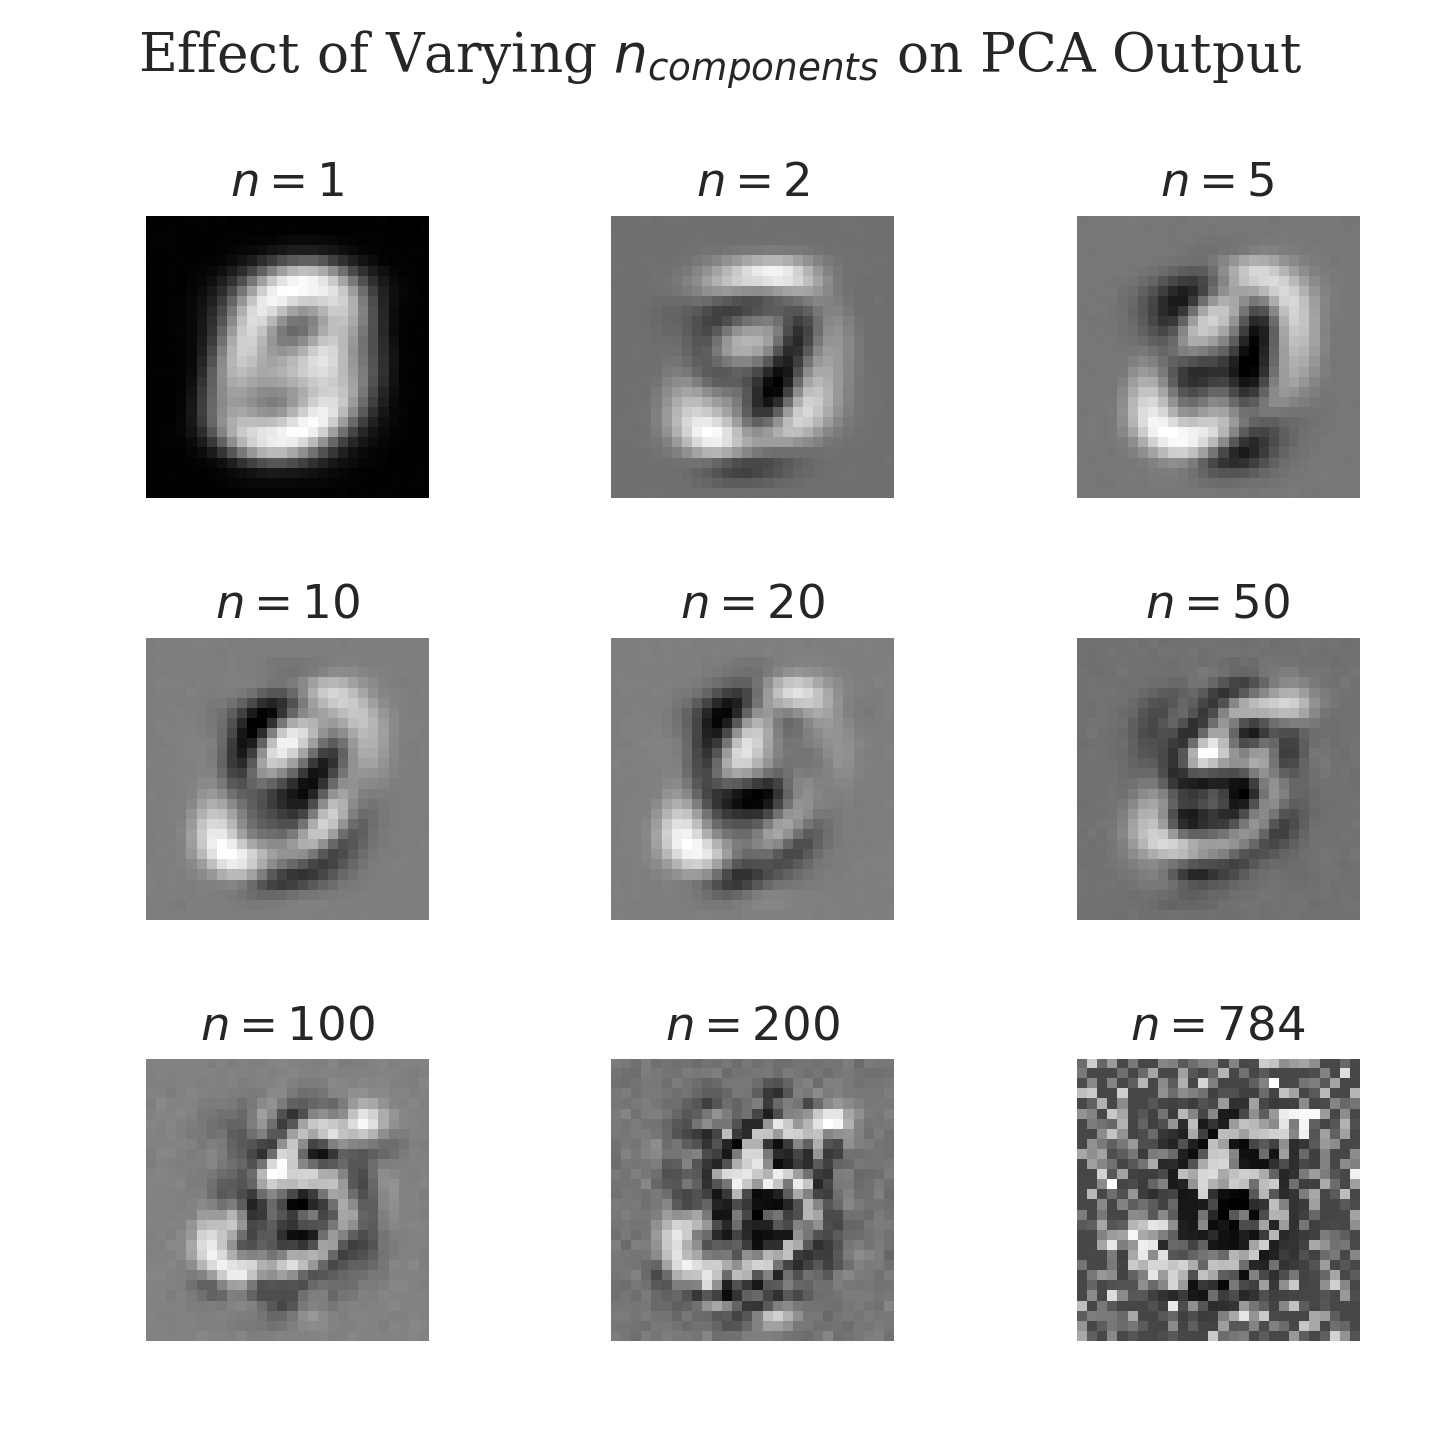 Effect of Varying n_components on PCA Output
n = 1
n = 2
n = 5
n = 10
n = 20
n = 50
n = 100
n = 200
n = 784